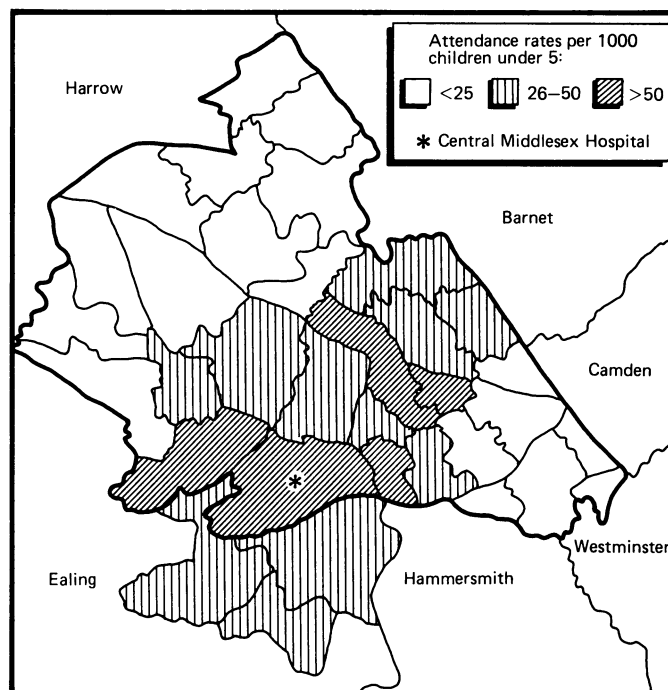 Attendance rates per 1000
children under 5:
<25 26–50 >50
* Central Middlesex Hospital
Harrow
Barnet
Camden
Westminster
Hammersmith
Ealing
*